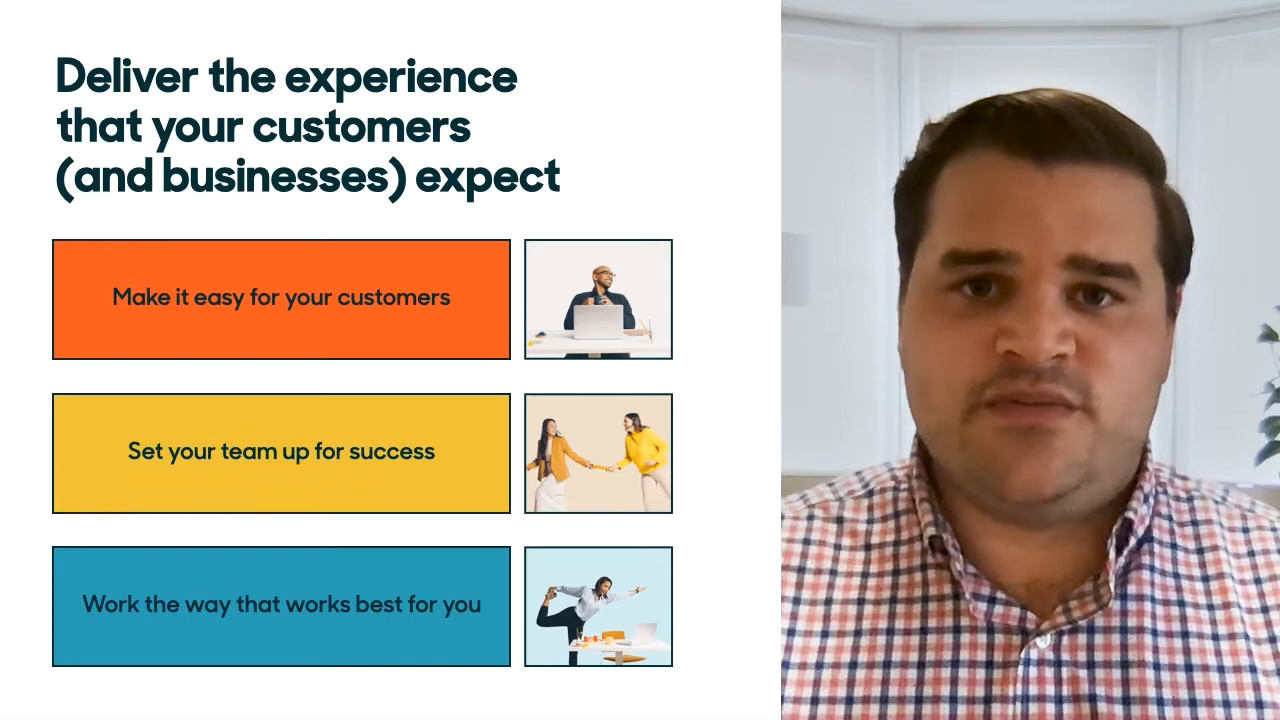 Deliver the experience
that your customers
(and businesses) expect
Make it easy for your customers
Set your team up for success
Work the way that works best for you